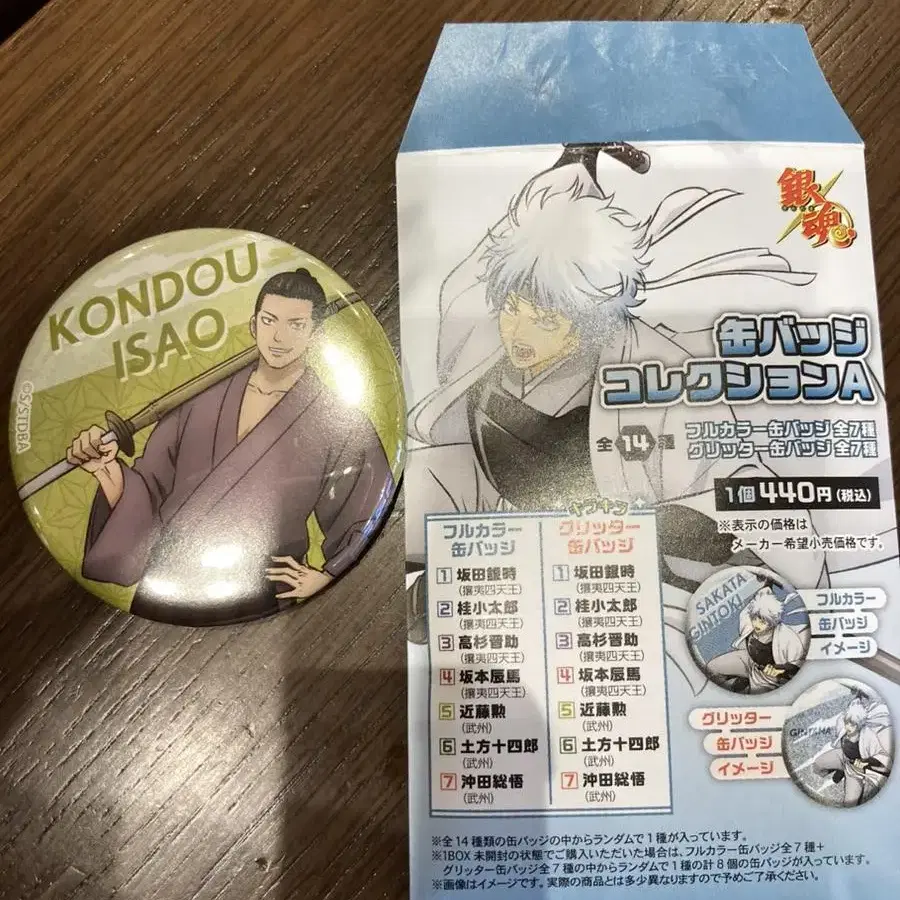 KONDOU
ISAO
©S/STDBA
銀魂
缶バッジ
コレクションA
全14種
フルカラー缶バッジ 全7種
グリッター缶バッジ 全7種
1個440円(税込)
※表示の価格は
メーカー希望小売価格です。
フルカラー
缶バッジ
1 坂田銀時
(攘夷四天王)
2 桂小太郎
(攘夷四天王)
3 高杉晋助
(攘夷四天王)
4 坂本辰馬
(攘夷四天王)
5 近藤勲
(武州)
6 土方十四郎
(武州)
7 沖田総悟
(武州)
キラキラ
グリッター
缶バッジ
1 坂田銀時
(攘夷四天王)
2 桂小太郎
(攘夷四天王)
3 高杉晋助
(攘夷四天王)
4 坂本辰馬
(攘夷四天王)
5 近藤勲
(武州)
6 土方十四郎
(武州)
7 沖田総悟
(武州)
SAKATA
GINTOKI
フルカラー
缶バッジ
イメージ
グリッター
缶バッジ
イメージ
GINTAMA
※全14種類の缶バッジの中からランダムで1種が入っています。
※1BOX 未開封の状態でご購入いただいた場合は、フルカラー缶バッジ全7種+
グリッター缶バッジ全7種の中からランダムで1種の計8個の缶バッジが入っています。
※画像はイメージです。実際の商品とは多少異なりますので予めご了承ください。